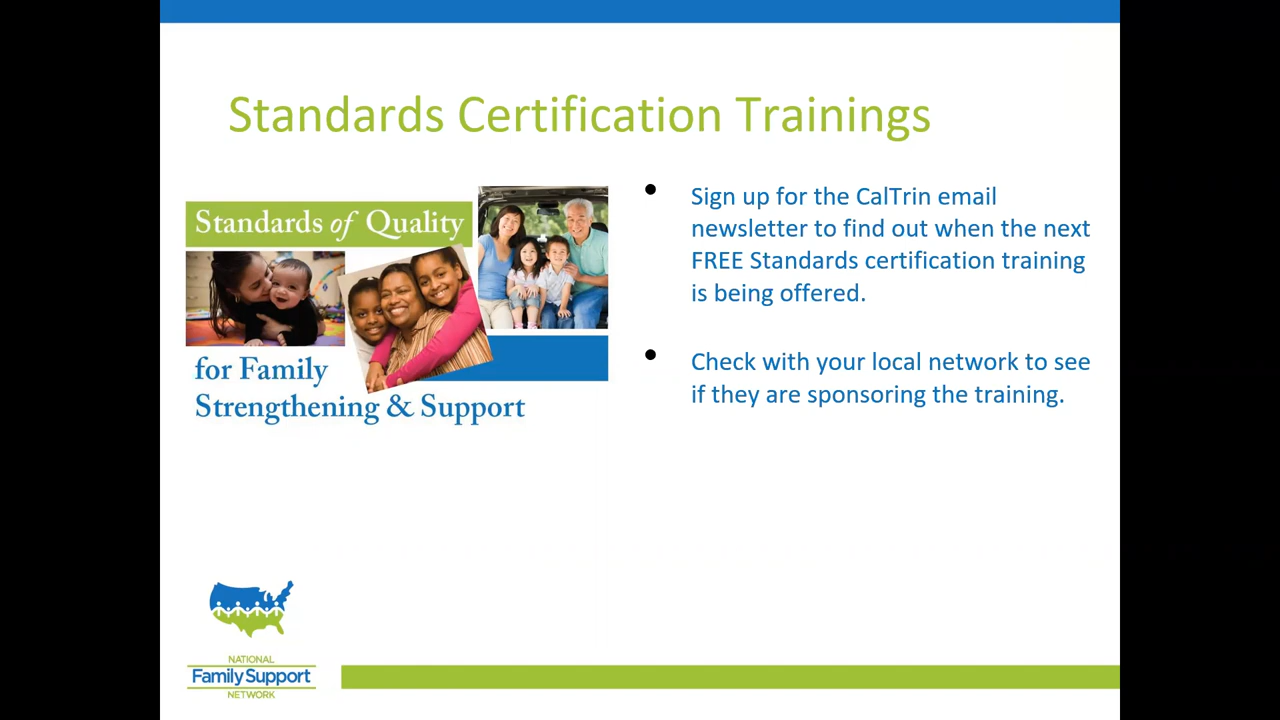 Standards Certification Trainings
Standards of Quality
for Family
Strengthening & Support
• Sign up for the CalTrin email
newsletter to find out when the next
FREE Standards certification training
is being offered.
• Check with your local network to see
if they are sponsoring the training.
NATIONAL
Family Support
NETWORK